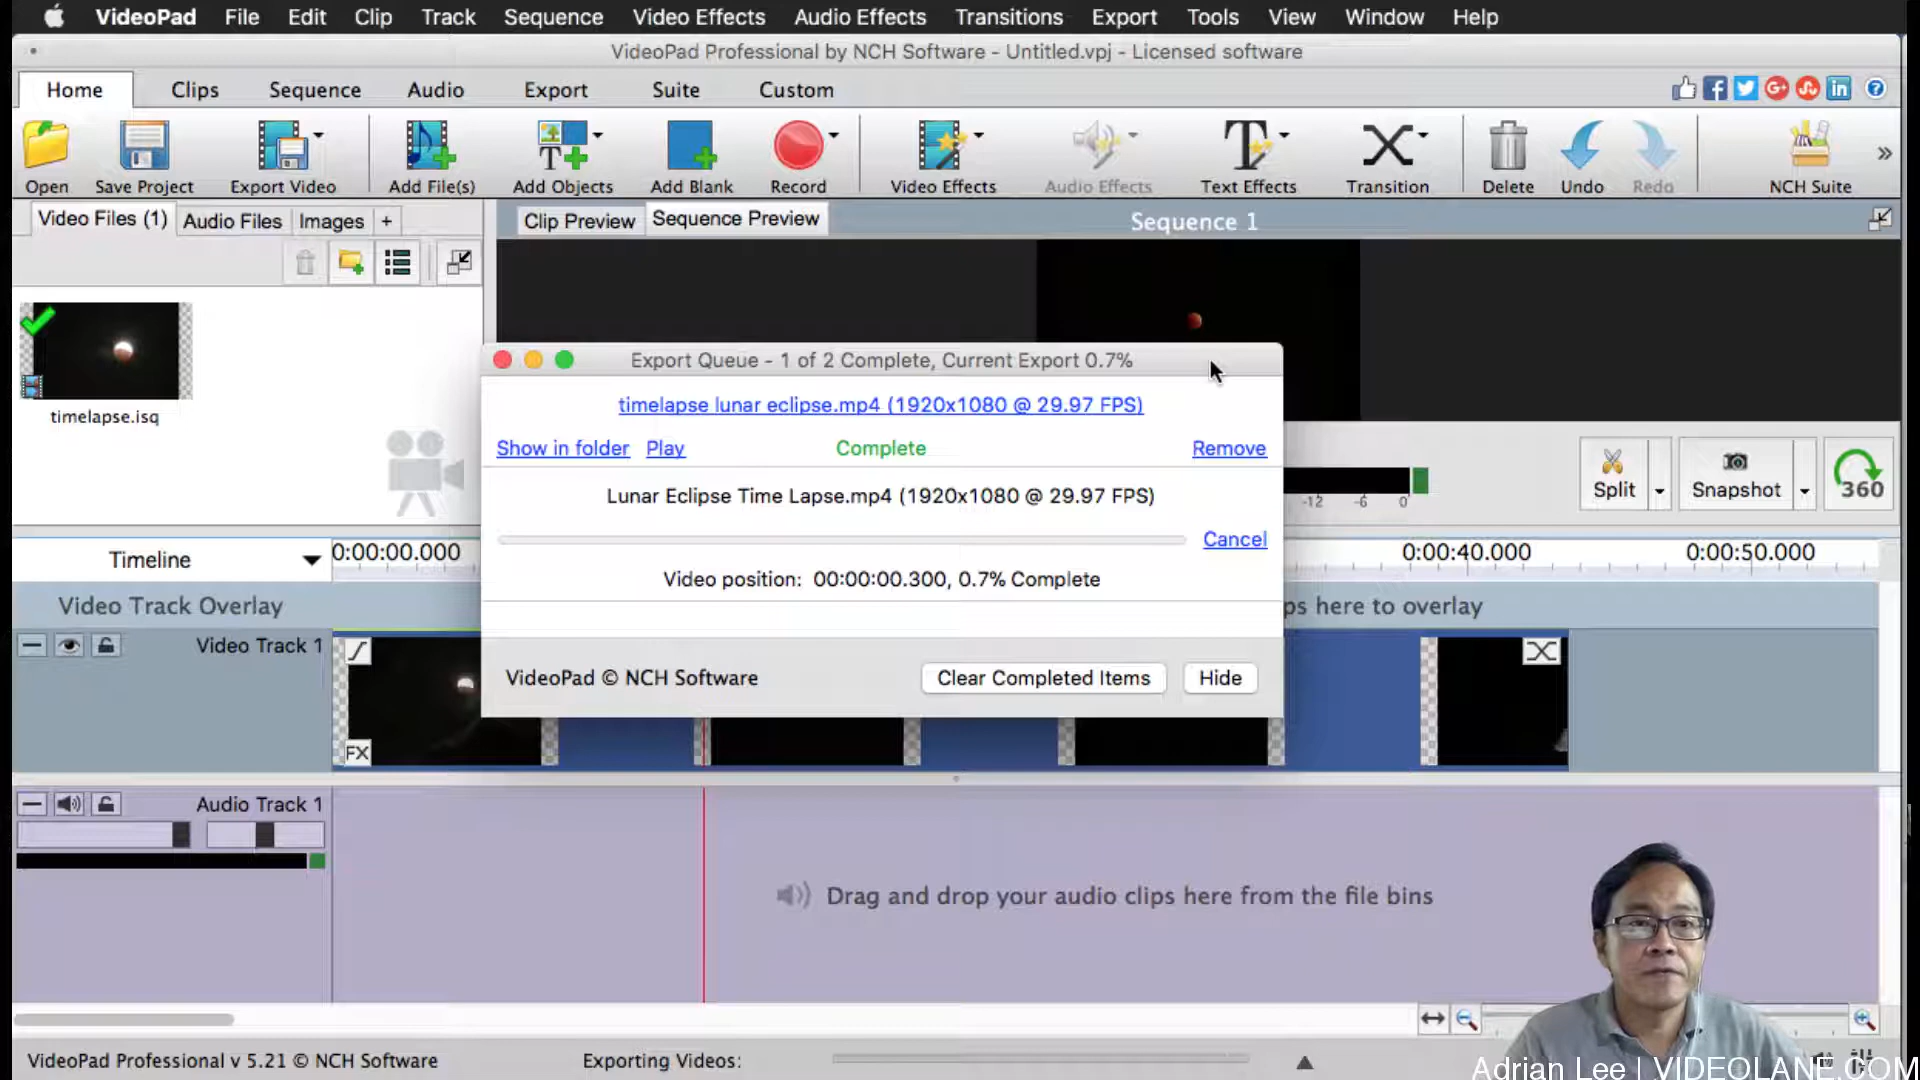 VideoPad File Edit Clip Track Sequence Video Effects Audio Effects Transitions Export Tools View Window Help
VideoPad Professional by NCH Software - Untitled.vpj - Licensed software
Home Clips Sequence Audio Export Suite Custom
Open Save Project Export Video Add File(s) Add Objects Add Blank Record Video Effects Audio Effects Text Effects Transition Delete Undo Redo NCH Suite
Video Files (1) Audio Files Images + Clip Preview Sequence Preview Sequence 1
timelapse.isq
Export Queue - 1 of 2 Complete, Current Export 0.7%
timelapse lunar eclipse.mp4 (1920x1080 @ 29.97 FPS)
Show in folder Play Complete Remove
Lunar Eclipse Time Lapse.mp4 (1920x1080 @ 29.97 FPS)
Cancel
Video position: 00:00:00.300, 0.7% Complete
VideoPad © NCH Software Clear Completed Items Hide
-12 -6 0
Split Snapshot 360
Timeline 0:00:00.000 0:00:40.000 0:00:50.000
Video Track Overlay ps here to overlay
Video Track 1
FX
Audio Track 1
Drag and drop your audio clips here from the file bins
VideoPad Professional v 5.21 © NCH Software Exporting Videos:
Adrian Lee | VIDEOLANE.COM